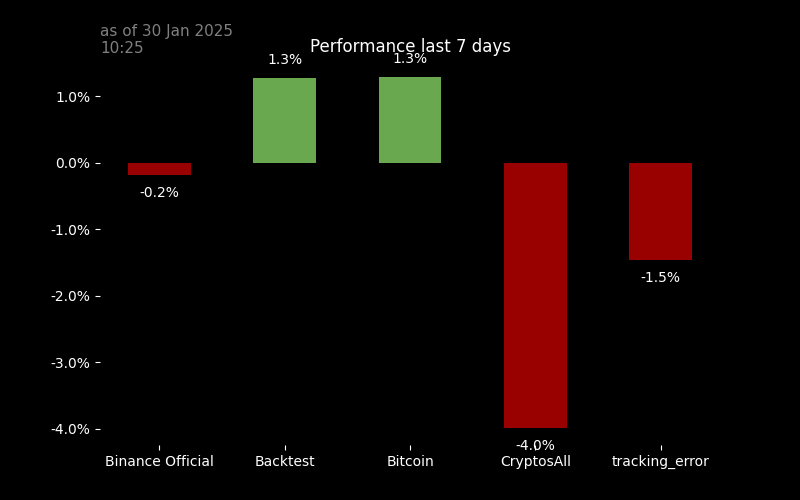 as of 30 Jan 2025
10:25
Performance last 7 days
1.3%
1.3%
1.0%
0.0%
-0.2%
-1.0%
-1.5%
-2.0%
-3.0%
-4.0%
-4.0%
Binance Official
Backtest
Bitcoin
CryptosAll
tracking_error